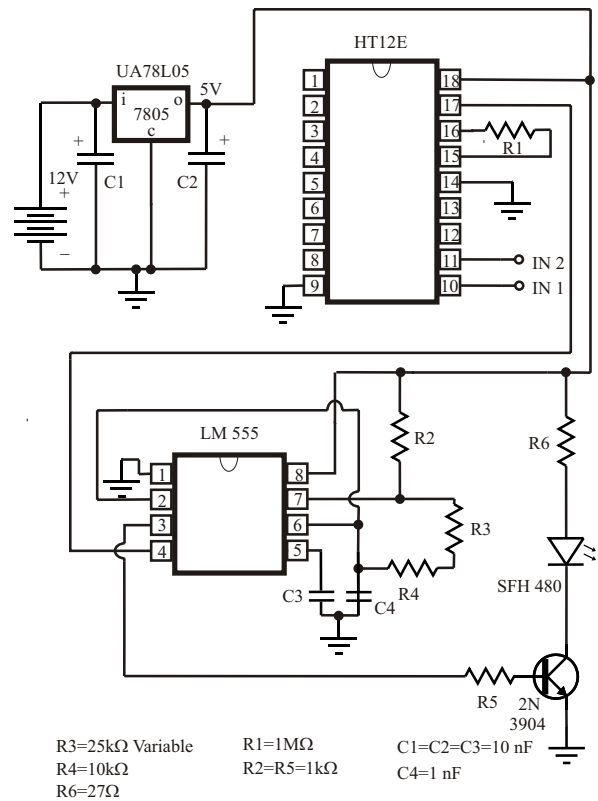 HT12E
UA78L05
5V
i
o
7805
c
+
+
C1
C2
12V
+
−
1
2
3
4
5
6
7
8
9
18
17
16
15
14
13
12
11
10
R1
IN 2
IN 1
LM 555
1
2
3
4
8
7
6
5
R2
R6
R3
R4
C3
C4
SFH 480
R5
2N
3904
R3=25kΩ Variable
R4=10kΩ
R6=27Ω
R1=1MΩ
R2=R5=1kΩ
C1=C2=C3=10 nF
C4=1 nF